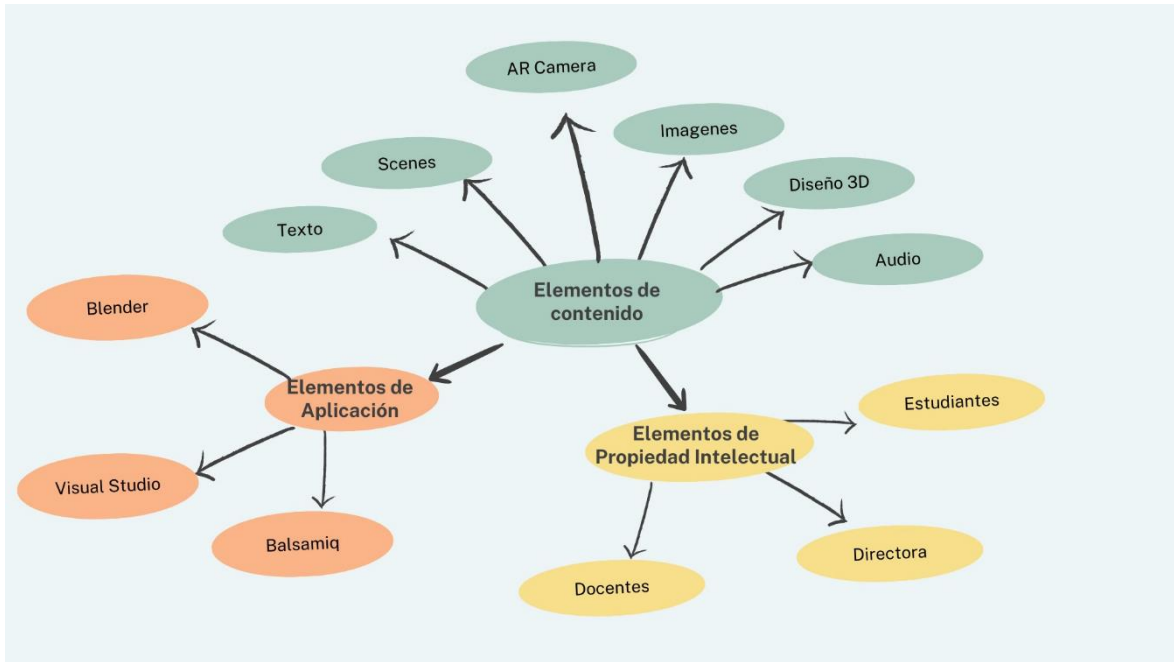 AR Camera
Imagenes
Scenes
Diseño 3D
Texto
Audio
Elementos de
contenido
Blender
Elementos de
Aplicación
Estudiantes
Elementos de
Propiedad Intelectual
Visual Studio
Balsamiq
Directora
Docentes